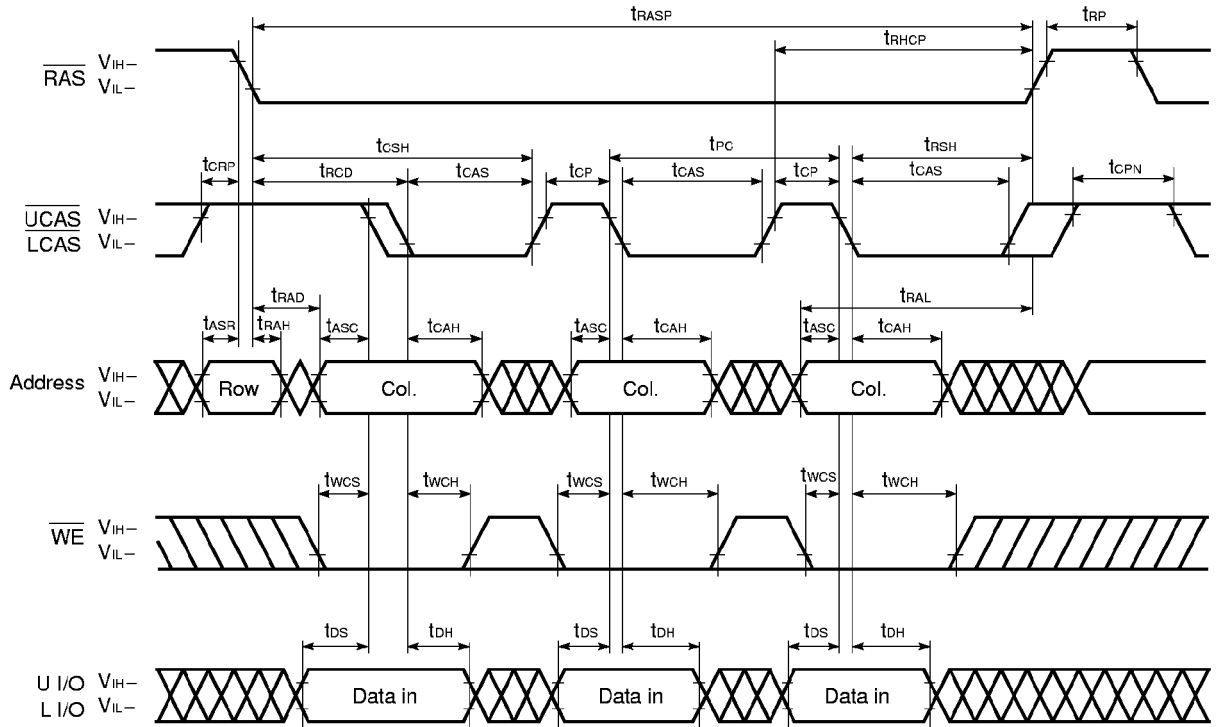 tRASP
tRP
tRHCP
RAS VIH–
VIL–
tCSH
tPC
tRSH
tCRP
tRCD
tCAS
tCP
tCAS
tCP
tCAS
tCPN
UCAS VIH–
LCAS VIL–
tRAD
tRAL
tASR
tRAH
tASC
tCAH
tASC
tCAH
tASC
tCAH
Address VIH–
VIL–
Row
Col.
Col.
Col.
tWCS
tWCH
tWCS
tWCH
tWCS
tWCH
WE VIH–
VIL–
tDS
tDH
tDS
tDH
tDS
tDH
U I/O VIH–
L I/O VIL–
Data in
Data in
Data in